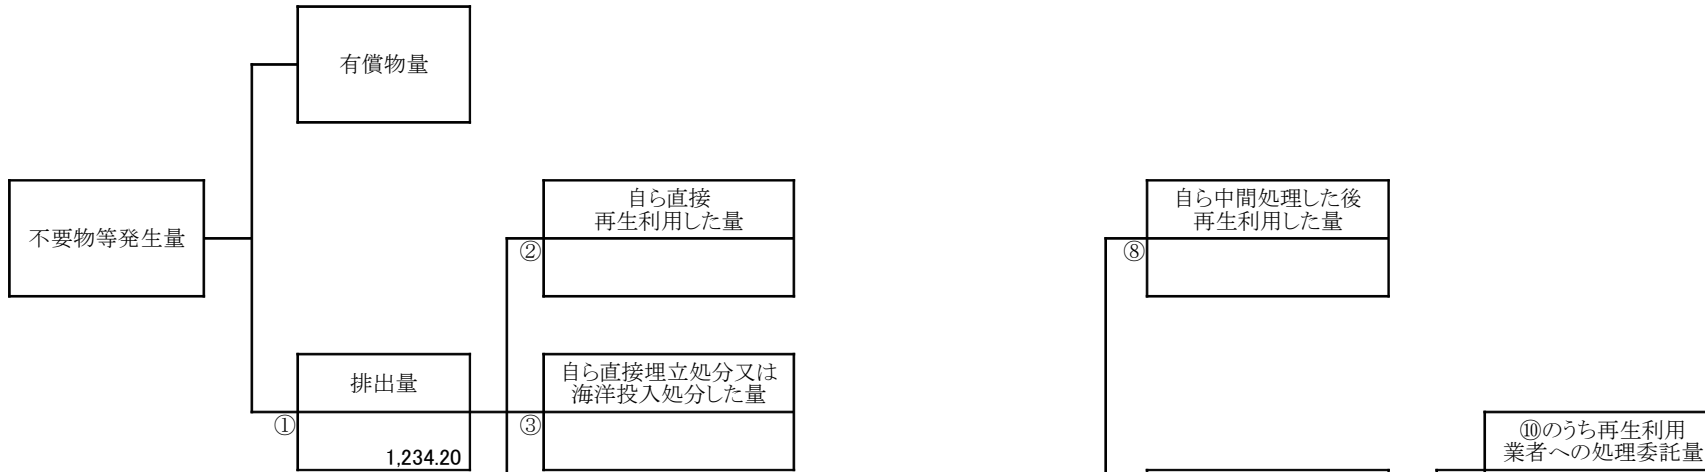 有償物量
不要物等発生量
自ら直接
再生利用した量
②
自ら中間処理した後
再生利用した量
⑧
排出量
①
1,234.20
自ら直接埋立処分又は
海洋投入処分した量
③
⑩のうち再生利用
業者への処理委託量